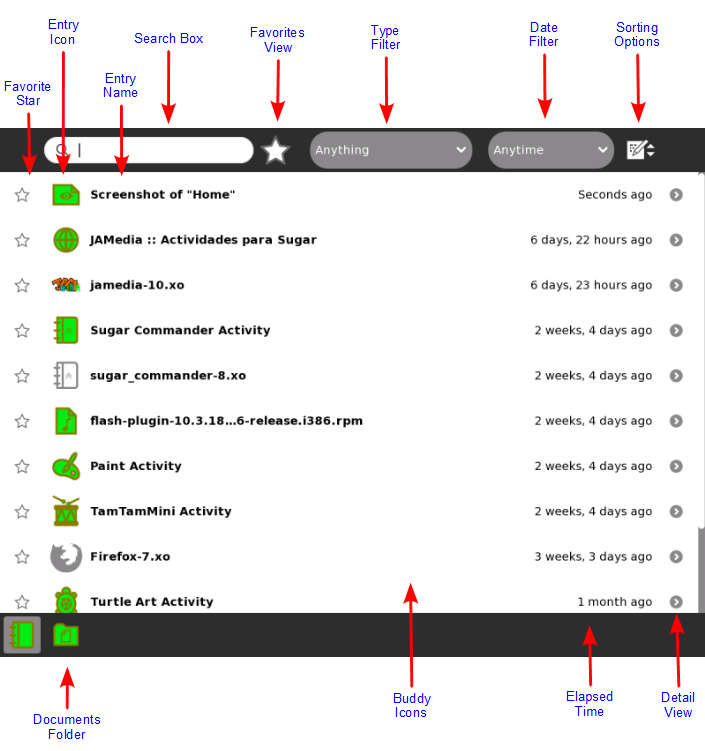 Entry
Icon
Search Box
Favorites
View
Type
Filter
Date
Filter
Sorting
Options
Favorite
Star
Entry
Name
Anything
Anytime
Screenshot of "Home" Seconds ago
JAMedia :: Actividades para Sugar 6 days, 22 hours ago
jamedia-10.xo 6 days, 23 hours ago
Sugar Commander Activity 2 weeks, 4 days ago
sugar_commander-8.xo 2 weeks, 4 days ago
flash-plugin-10.3.18...6-release.i386.rpm 2 weeks, 4 days ago
Paint Activity 2 weeks, 4 days ago
TamTamMini Activity 2 weeks, 4 days ago
Firefox-7.xo 3 weeks, 3 days ago
Turtle Art Activity 1 month ago
Documents
Folder
Buddy
Icons
Elapsed
Time
Detail
View